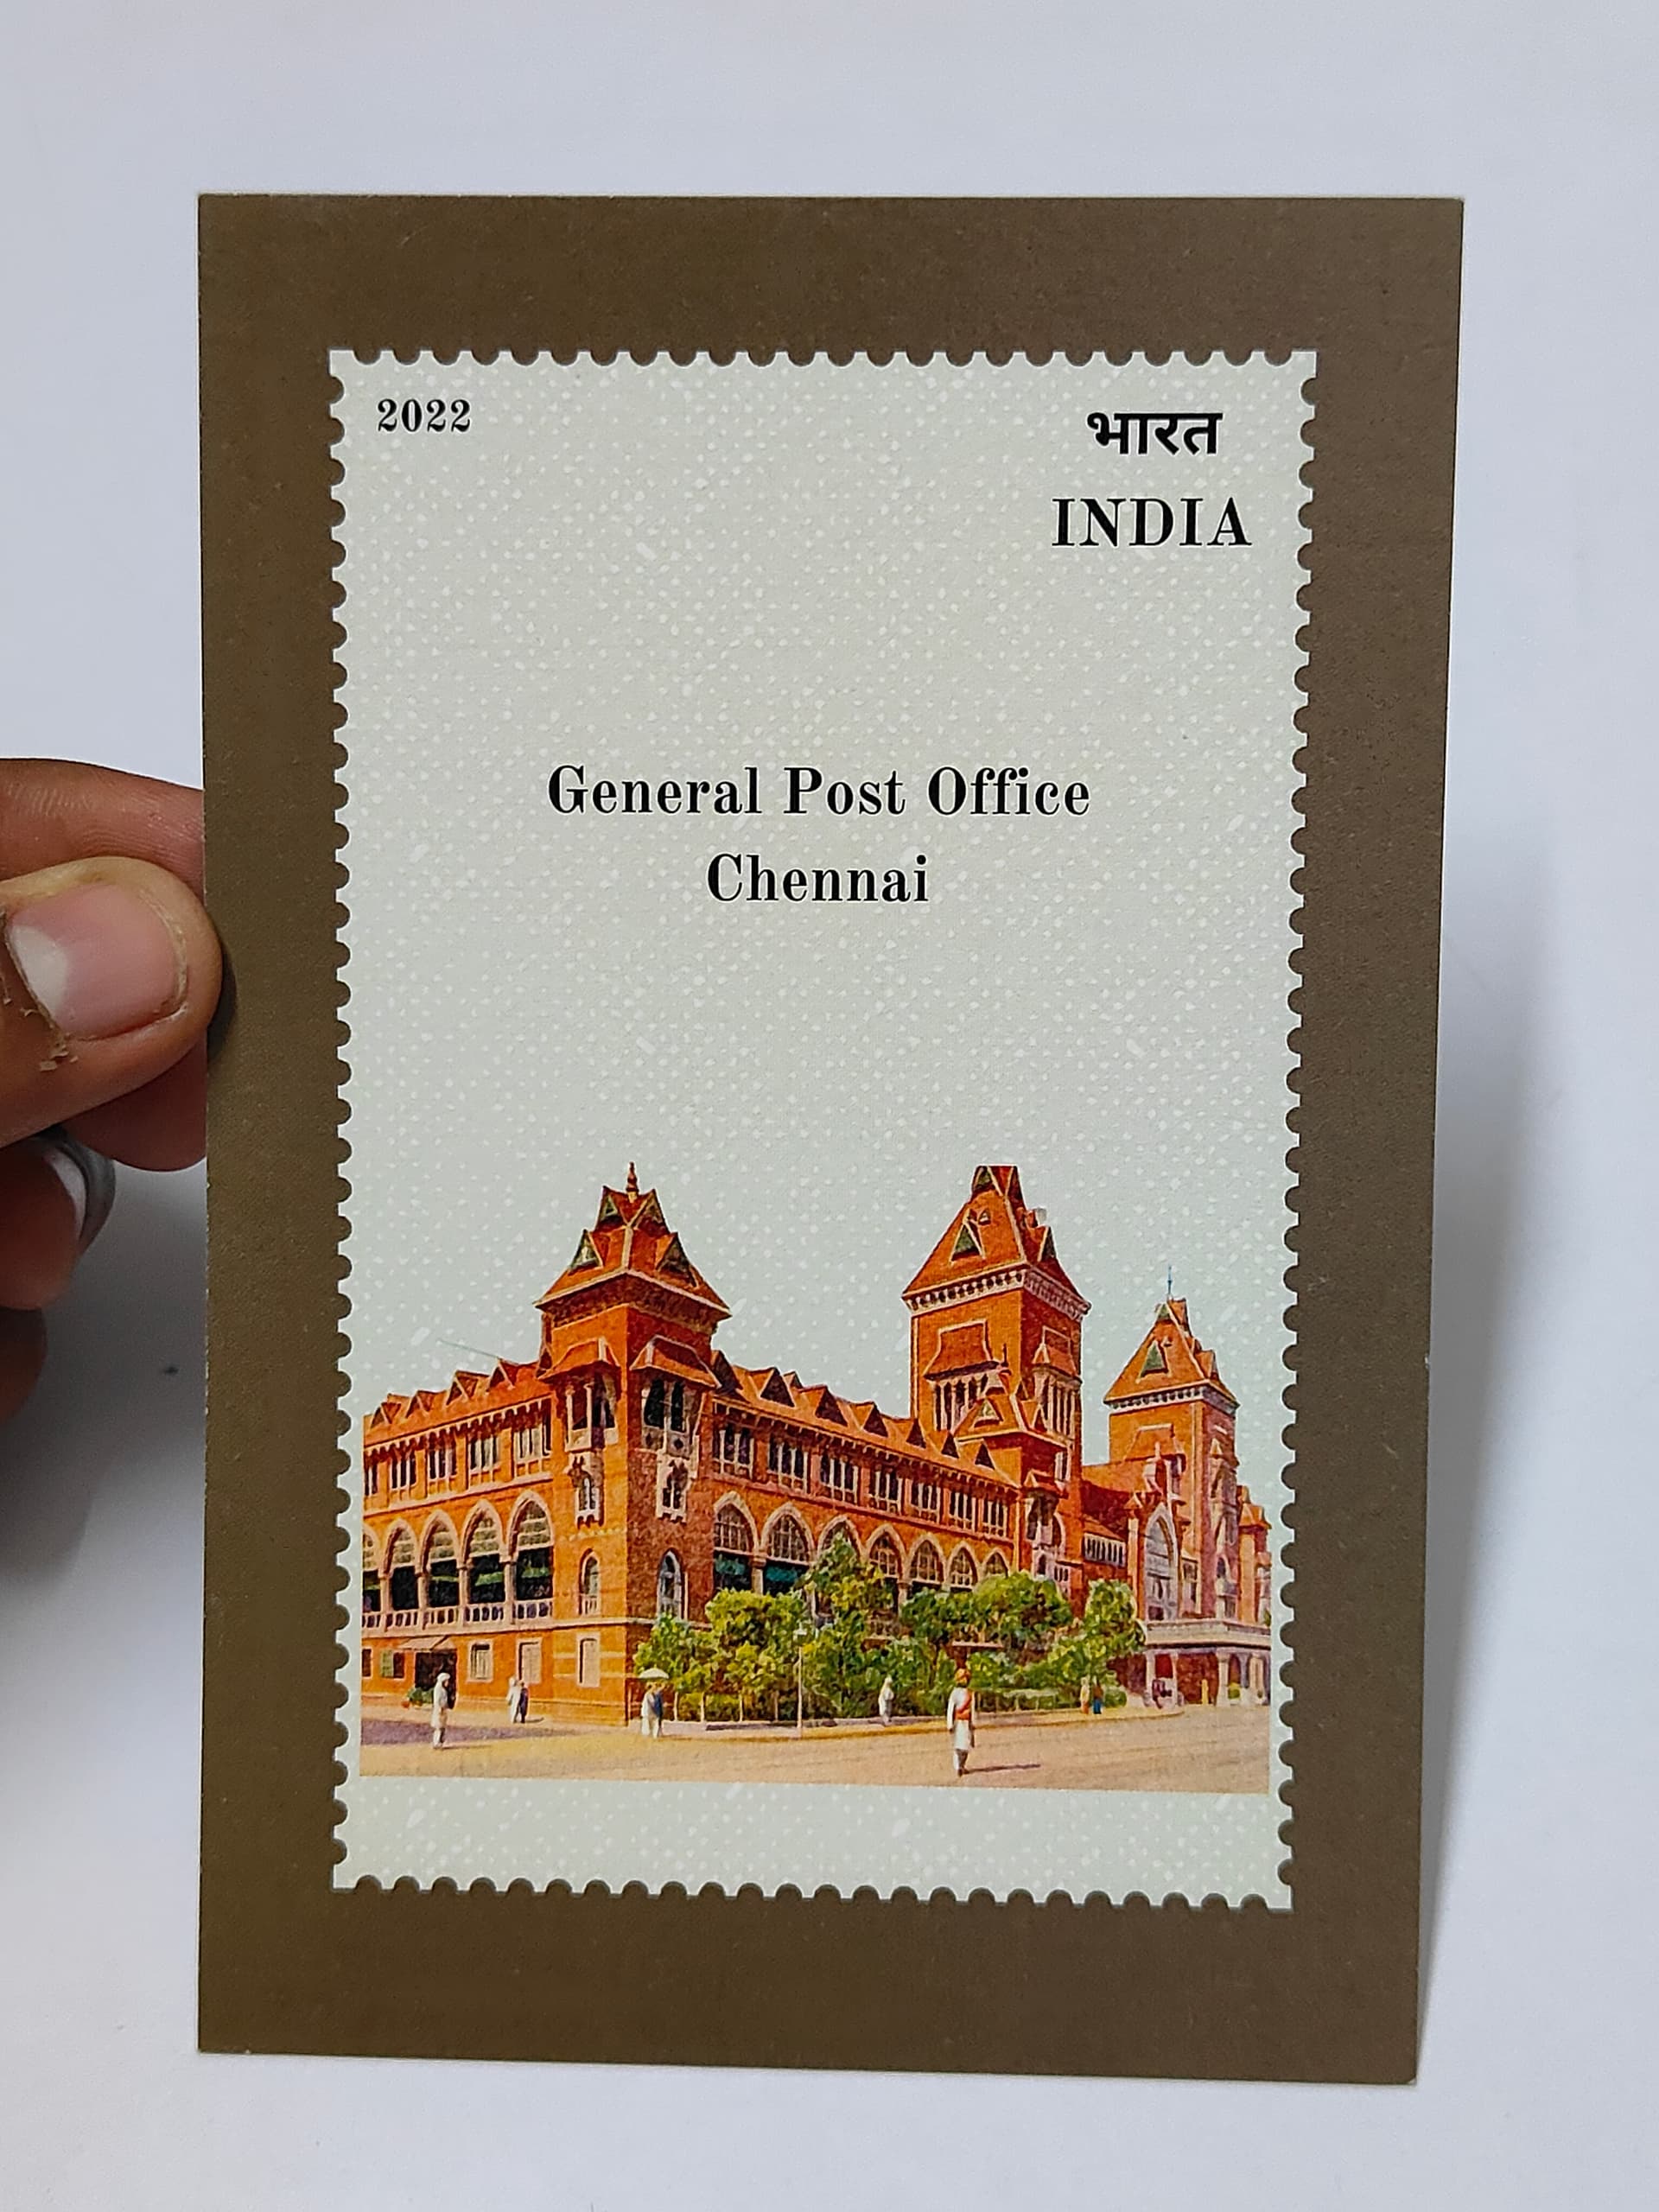 2022
भारत
INDIA
General Post Office
Chennai